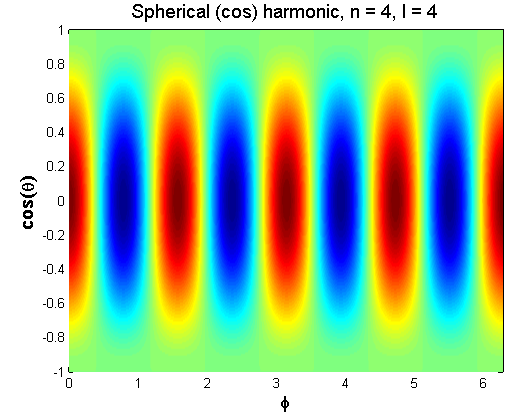 Spherical (cos) harmonic, n = 4, l = 4
1
0.8
0.6
0.4
0.2
0
-0.2
-0.4
-0.6
-0.8
-1
cos(θ)
0 1 2 3 4 5 6
ϕ